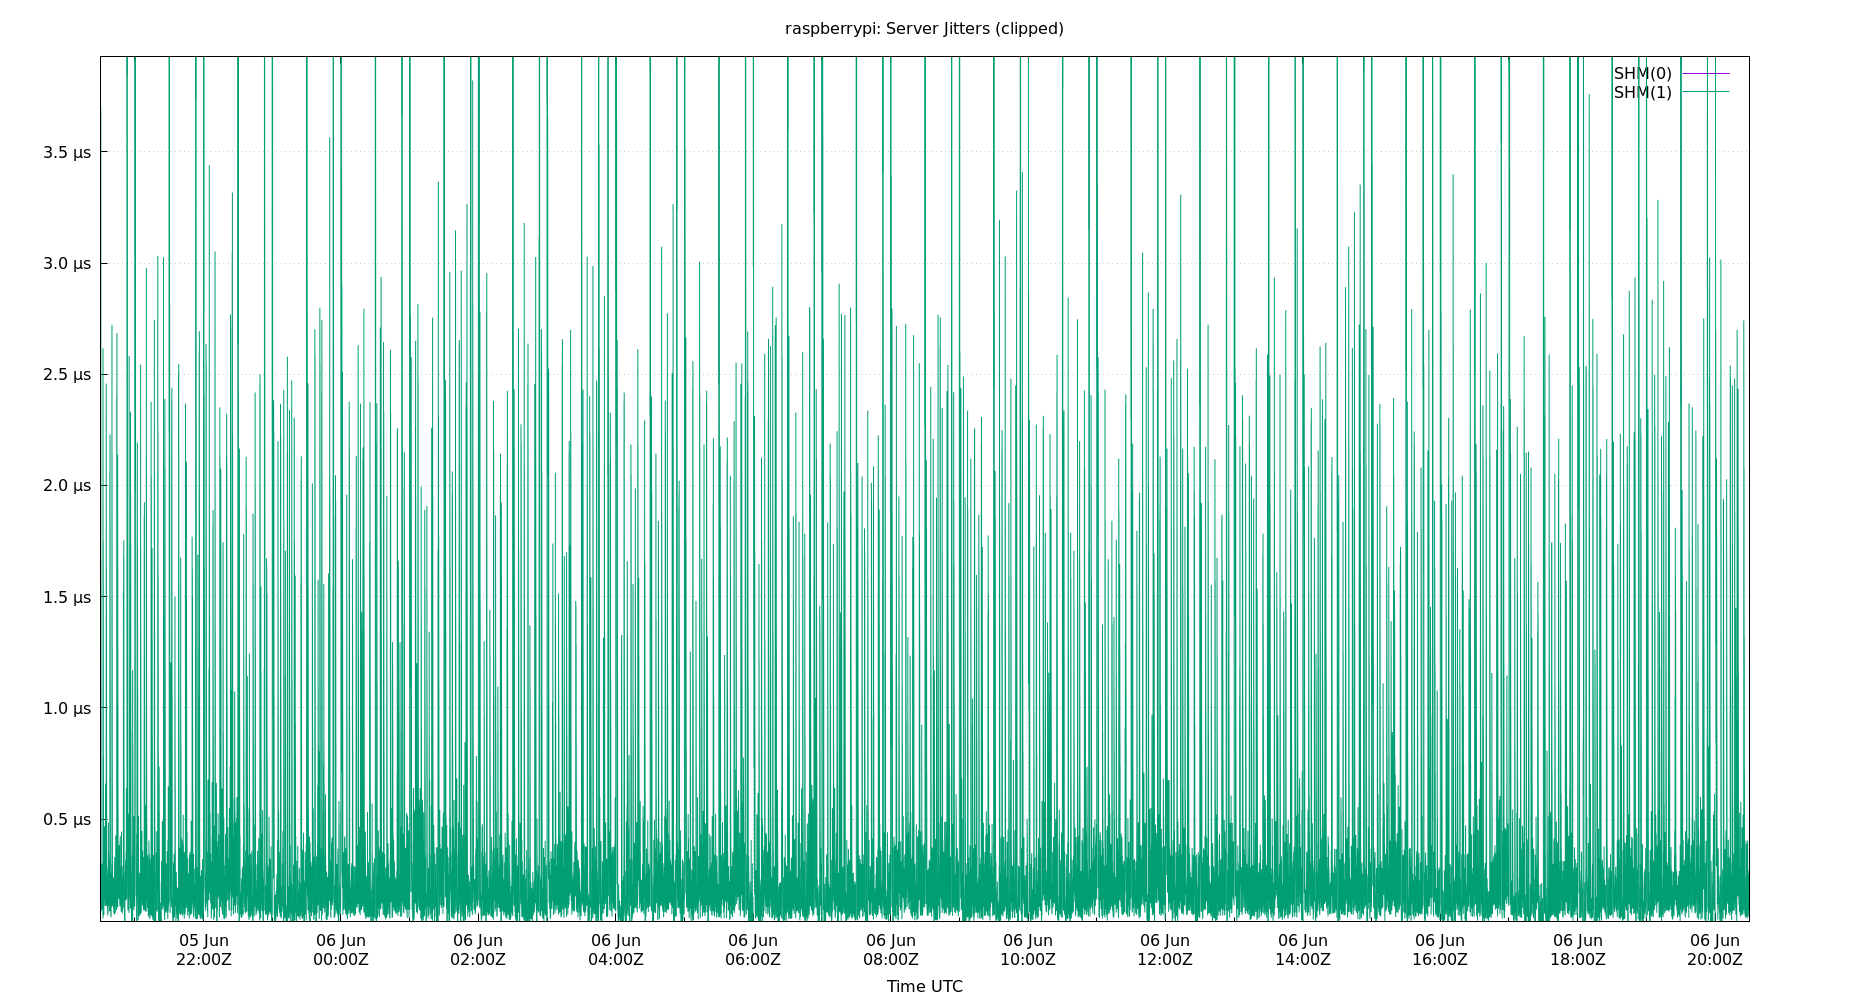 raspberrypi: Server Jitters (clipped)
SHM(0)
SHM(1)
3.5 µs
3.0 µs
2.5 µs
2.0 µs
1.5 µs
1.0 µs
0.5 µs
05 Jun 06 Jun 06 Jun 06 Jun 06 Jun 06 Jun 06 Jun 06 Jun 06 Jun 06 Jun 06 Jun 06 Jun
22:00Z 00:00Z 02:00Z 04:00Z 06:00Z 08:00Z 10:00Z 12:00Z 14:00Z 16:00Z 18:00Z 20:00Z
Time UTC